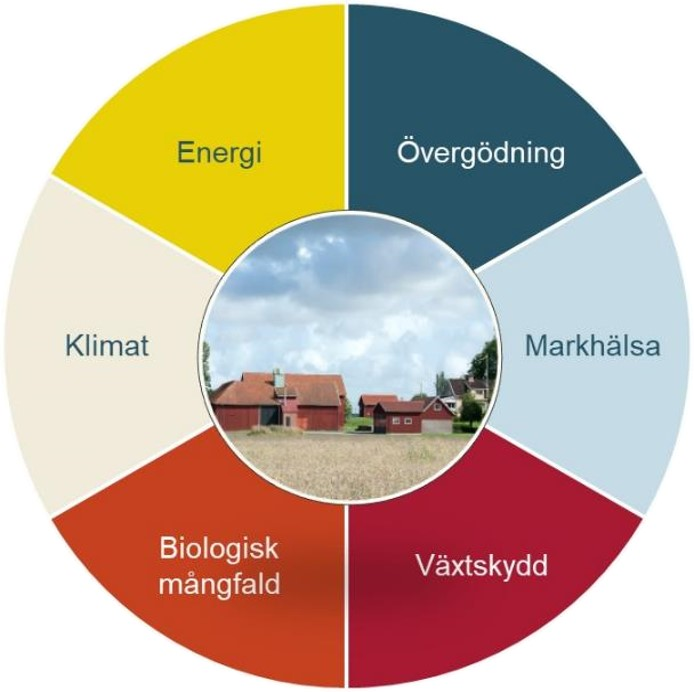 Energi
Övergödning
Klimat
Markhälsa
Biologisk
mångfald
Växtskydd